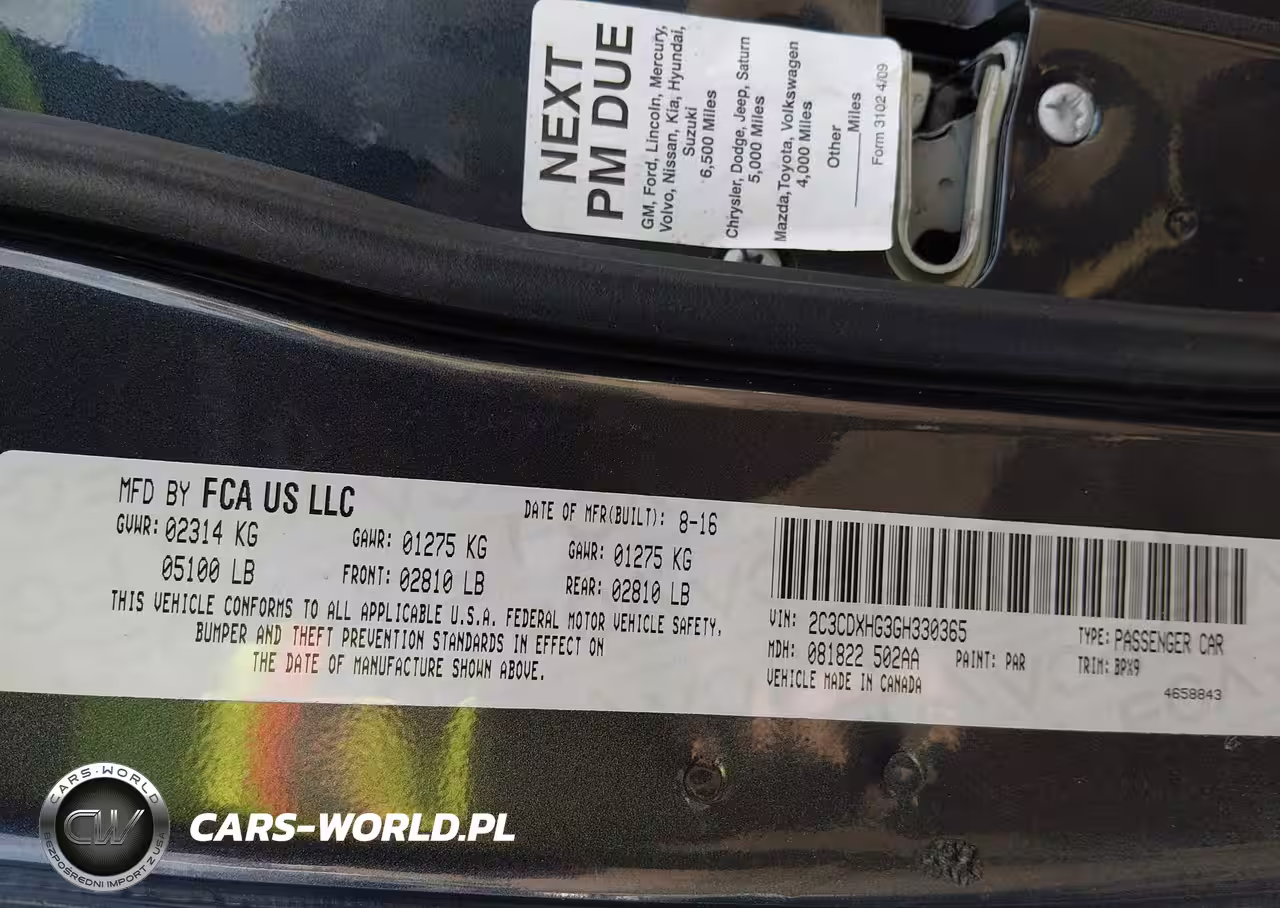 NEXT
PM DUE
GM, Ford, Lincoln, Mercury,
Volvo, Nissan, Kia, Hyundai,
Suzuki
6,500 Miles
Chrysler, Dodge, Jeep, Saturn
5,000 Miles
Mazda, Toyota, Volkswagen
4,000 Miles
Other
______Miles
Form 3102 4/09
MFD BY FCA US LLC
DATE OF MFR(BUILT): 8-16
GVWR: 02314 KG GAWR: 01275 KG GAWR: 01275 KG
05100 LB FRONT: 02810 LB REAR: 02810 LB
THIS VEHICLE CONFORMS TO ALL APPLICABLE U.S.A. FEDERAL MOTOR VEHICLE SAFETY,
BUMPER AND THEFT PREVENTION STANDARDS IN EFFECT ON
THE DATE OF MANUFACTURE SHOWN ABOVE.
VIN: 2C3CDXHG3GH330365 TYPE: PASSENGER CAR
MDH: 081822 502AA PAINT: PAR TRIM: BPX9
VEHICLE MADE IN CANADA 4658843
CARS-WORLD
CW
BEZPOŚREDNI IMPORT Z USA
CARS-WORLD.PL